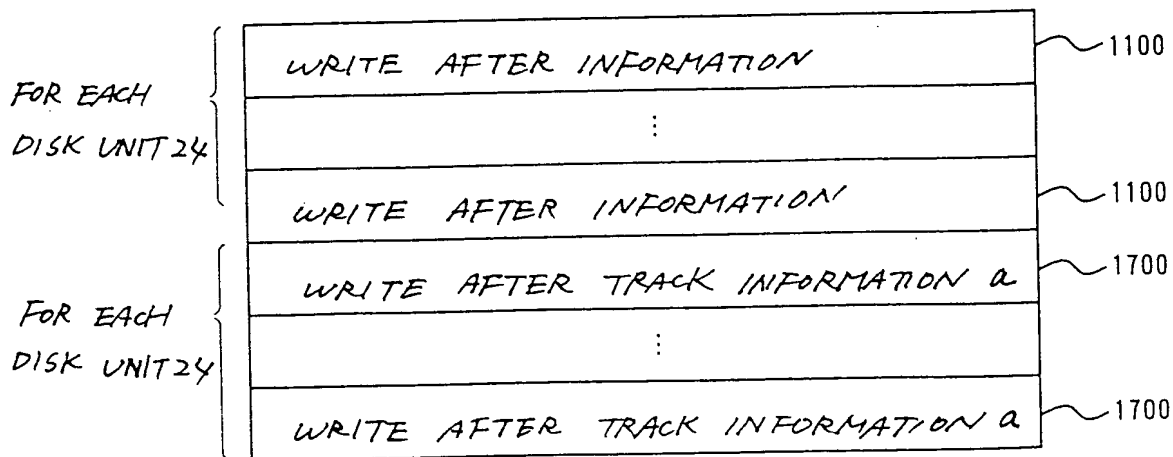 WRITE AFTER INFORMATION 1100
FOR EACH
DISK UNIT 24
⋮
WRITE AFTER INFORMATION 1100
WRITE AFTER TRACK INFORMATION a 1700
FOR EACH
DISK UNIT 24
⋮
WRITE AFTER TRACK INFORMATION a 1700